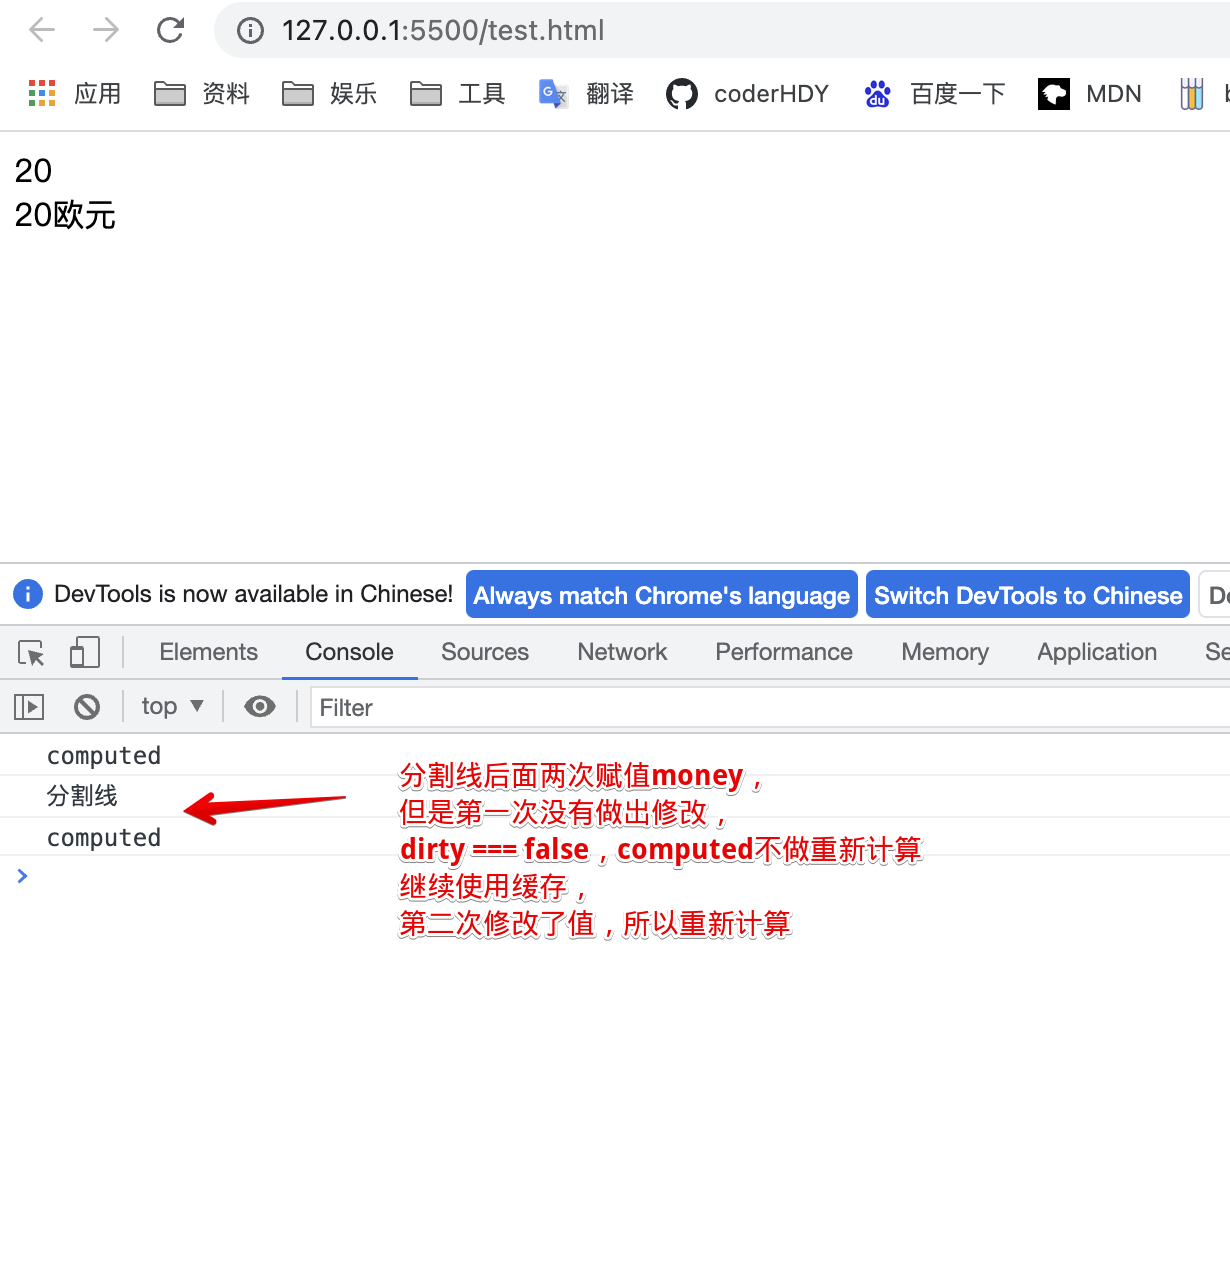 127.0.0.1:5500/test.html
应用 资料 娱乐 工具 翻译 coderHDY 百度一下 MDN
20
20欧元
DevTools is now available in Chinese! Always match Chrome's language Switch DevTools to Chinese
Elements Console Sources Network Performance Memory Application
top Filter
computed
分割线
computed
分割线后面两次赋值money，
但是第一次没有做出修改，
dirty === false，computed不做重新计算
继续使用缓存，
第二次修改了值，所以重新计算